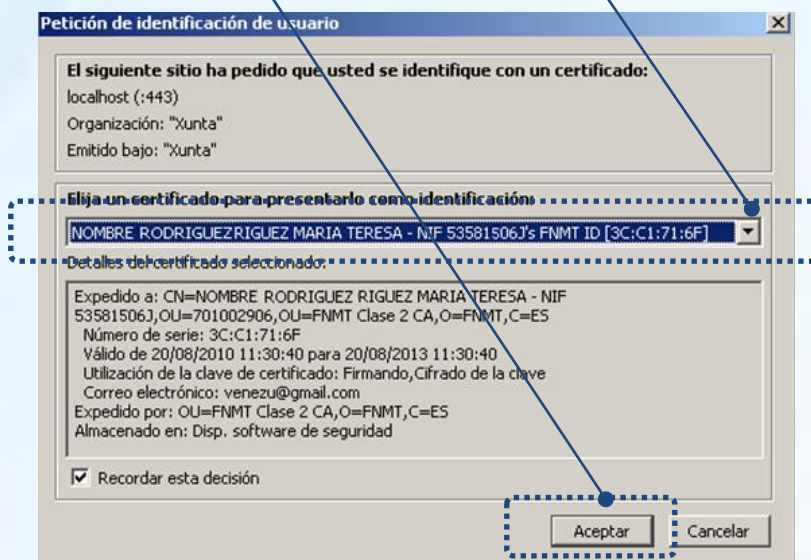 Petición de identificación de usuario
El siguiente sitio ha pedido que usted se identifique con un certificado:
localhost (:443)
Organización: "Xunta"
Emitido bajo: "Xunta"
Elija un certificado para presentarlo como identificación:
NOMBRE RODRIGUEZRIGUEZ MARIA TERESA - NIF 53581506J's FNMT ID [3C:C1:71:6F]
Detalles del certificado seleccionado:
Expedido a: CN=NOMBRE RODRIGUEZ RIGUEZ MARIA TERESA - NIF
53581506J,OU=701002906,OU=FNMT Clase 2 CA,O=FNMT,C=ES
Número de serie: 3C:C1:71:6F
Válido de 20/08/2010 11:30:40 para 20/08/2013 11:30:40
Utilización de la clave de certificado: Firmando,Cifrado de la clave
Correo electrónico: venezu@gmail.com
Expedido por: OU=FNMT Clase 2 CA,O=FNMT,C=ES
Almacenado en: Disp. software de seguridad
Recordar esta decisión
Aceptar Cancelar